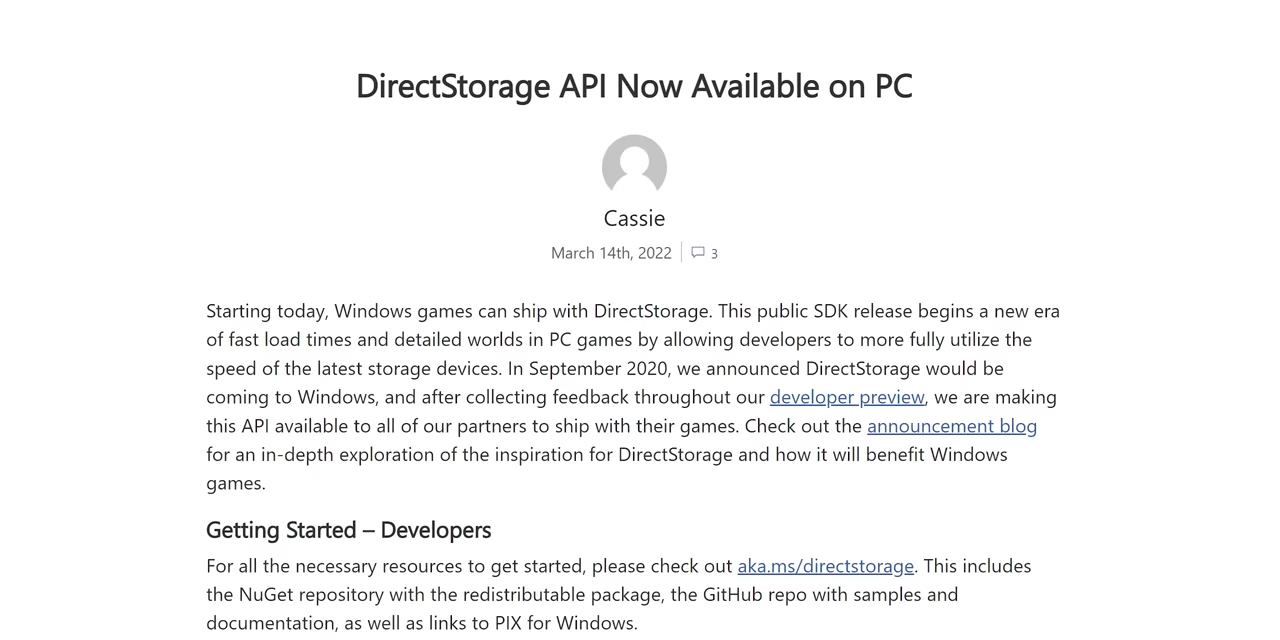 DirectStorage API Now Available on PC
Cassie
March 14th, 2022 3
Starting today, Windows games can ship with DirectStorage. This public SDK release begins a new era
of fast load times and detailed worlds in PC games by allowing developers to more fully utilize the
speed of the latest storage devices. In September 2020, we announced DirectStorage would be
coming to Windows, and after collecting feedback throughout our developer preview, we are making
this API available to all of our partners to ship with their games. Check out the announcement blog
for an in-depth exploration of the inspiration for DirectStorage and how it will benefit Windows
games.
Getting Started – Developers
For all the necessary resources to get started, please check out aka.ms/directstorage. This includes
the NuGet repository with the redistributable package, the GitHub repo with samples and
documentation, as well as links to PIX for Windows.